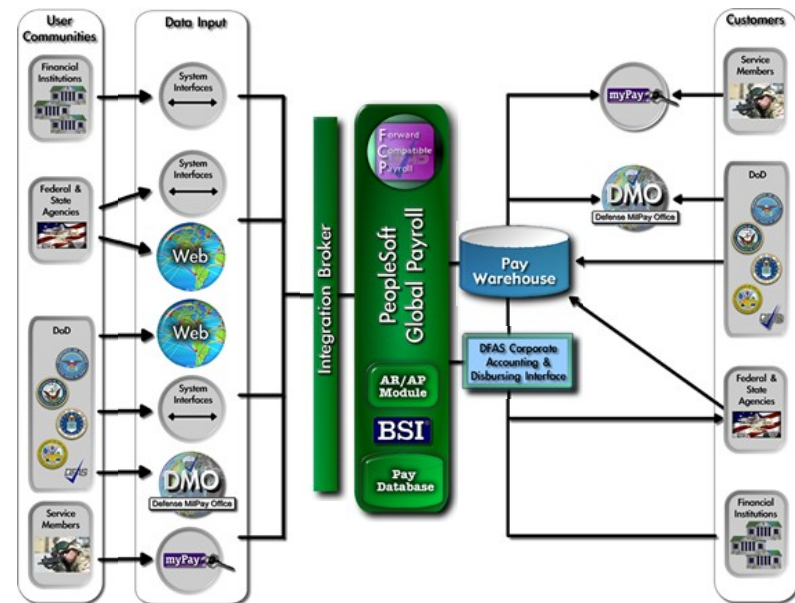 User
Communities
Data Input
Customers
Financial
Institutions
System
Interfaces
Federal &
State
Agencies
System
Interfaces
Web
DoD
Web
System
Interfaces
DFAS
DMO
Defense MilPay Office
Service
Members
myPay
Integration Broker
Forward
Compatible
Payroll
PeopleSoft
Global Payroll
AR/AP
Module
BSI
Pay
Database
Pay
Warehouse
DFAS Corporate
Accounting &
Disbursing Interface
myPay
DMO
Defense MilPay Office
Service
Members
DoD
Federal &
State
Agencies
Financial
Institutions